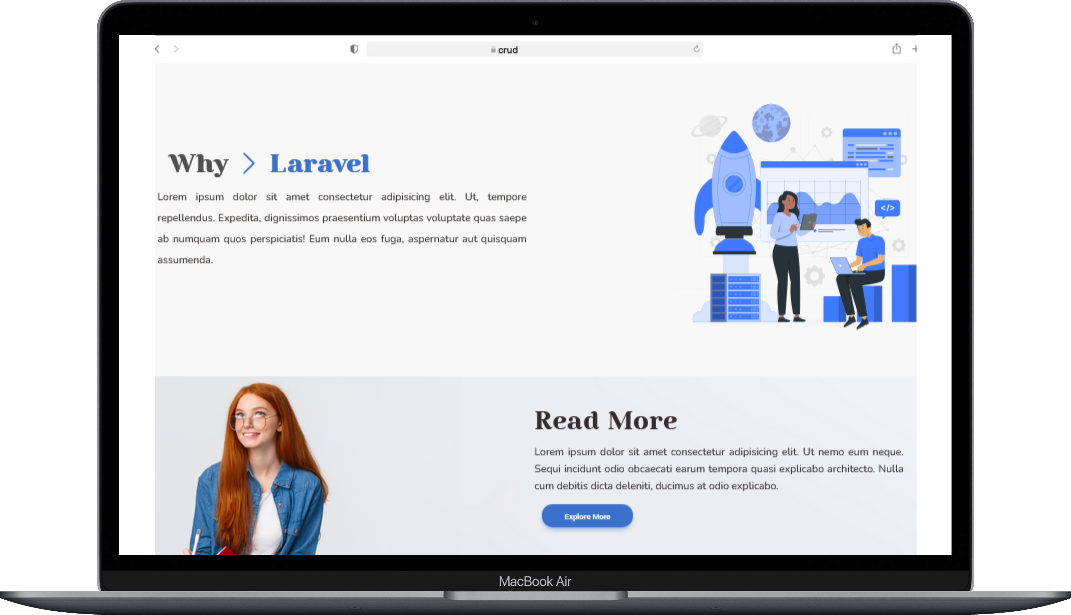 crud
Why > Laravel
Lorem ipsum dolor sit amet consectetur adipisicing elit. Ut, tempore
repellendus. Expedita, dignissimos praesentium voluptas voluptate quas saepe
ab numquam quos perspiciatis! Eum nulla eos fuga, aspernatur aut quisquam
assumenda.
</>
Read More
Lorem ipsum dolor sit amet consectetur adipisicing elit. Ut nemo eum neque.
Sequi incidunt odio obcaecati earum tempora quasi explicabo architecto. Nulla
cum debitis dicta deleniti, ducimus at odio explicabo.
Explore More
MacBook Air